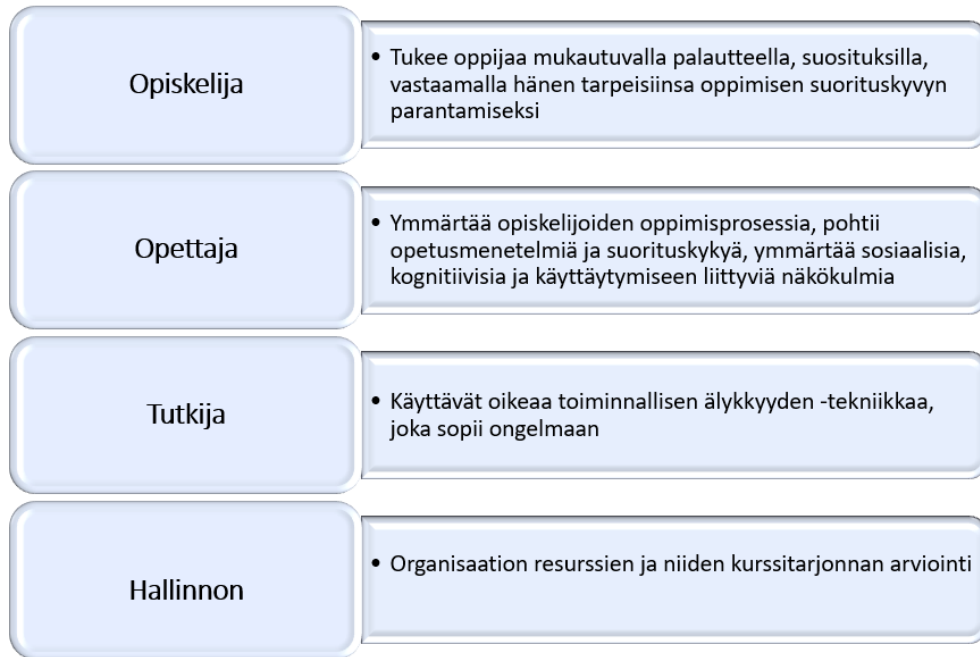 Opiskelija
• Tukee oppijaa mukautuvalla palautteella, suosituksilla,
vastaamalla hänen tarpeisiinsa oppimisen suorituskyvyn
parantamiseksi
Opettaja
• Ymmärtää opiskelijoiden oppimisprosessia, pohtii
opetusmenetelmiä ja suorituskykyä, ymmärtää sosiaalisia,
kognitiivisia ja käyttäytymiseen liittyviä näkökulmia
Tutkija
• Käyttävät oikeaa toiminnallisen älykkyyden -tekniikkaa,
joka sopii ongelmaan
Hallinnon
• Organisaation resurssien ja niiden kurssitarjonnan arviointi